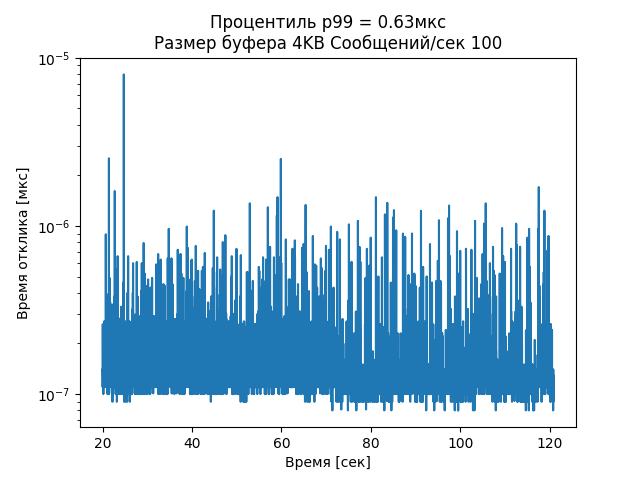 Процентиль p99 = 0.63мкс
Размер буфера 4KB Сообщений/сек 100
Время отклика [мкс]
10⁻⁵
10⁻⁶
10⁻⁷
20 40 60 80 100 120
Время [сек]